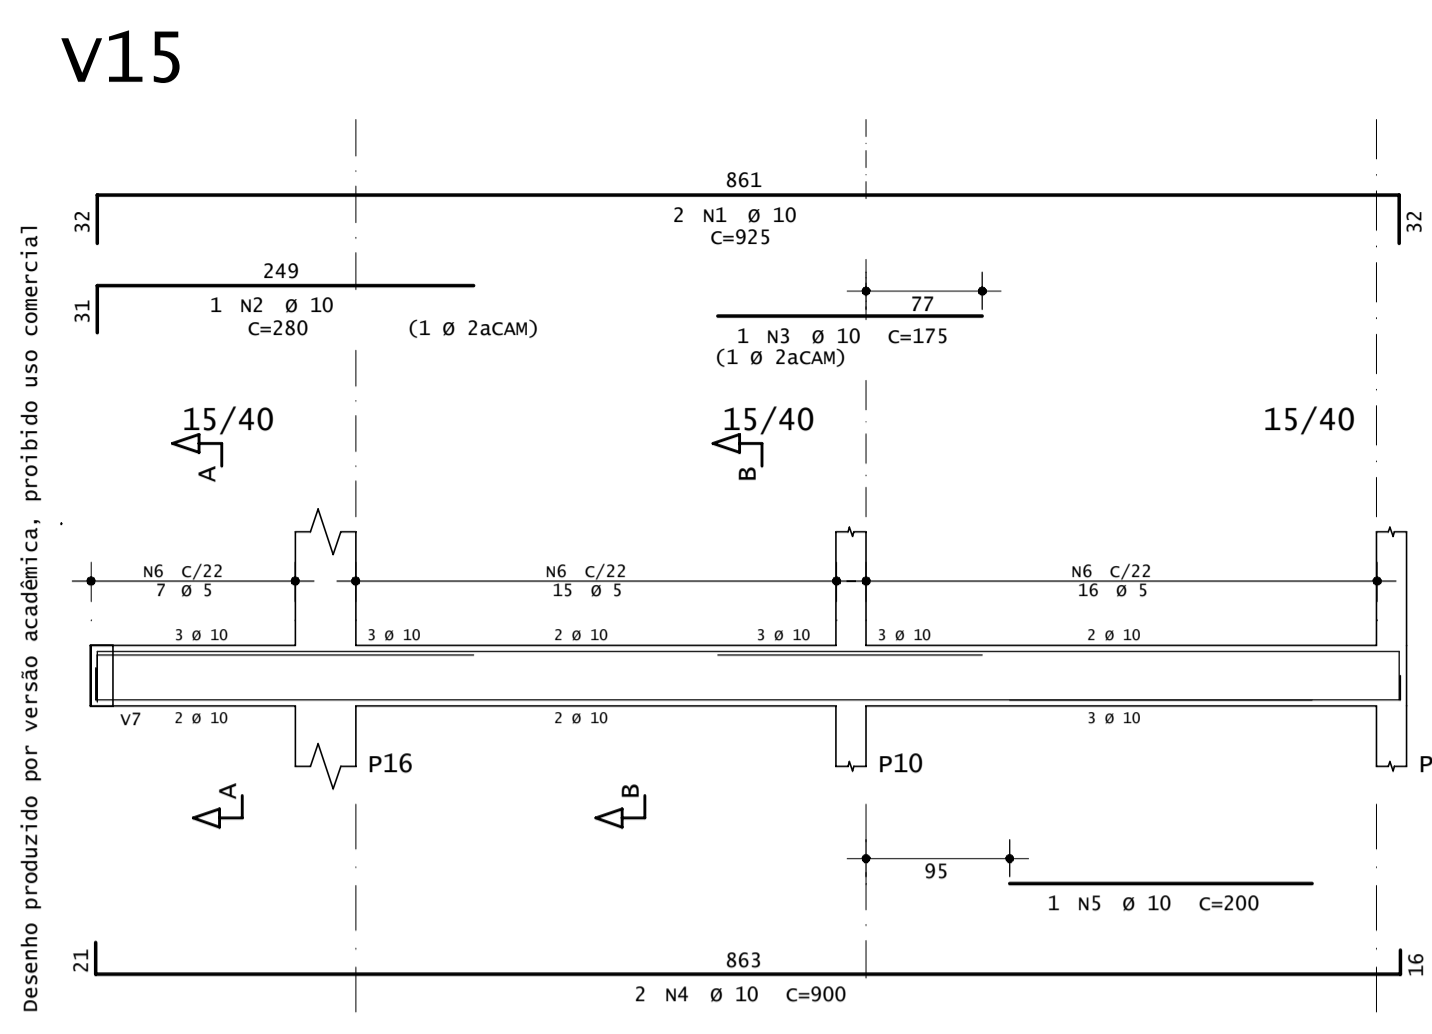 V15
Desenho produzido por versão acadêmica, proibido uso comercial
861
32
32
2 N1 Ø 10
C=925
249
31
1 N2 Ø 10
C=280
(1 Ø 2aCAM)
77
1 N3 Ø 10 C=175
(1 Ø 2aCAM)
15/40
15/40
15/40
A
B
N6 C/22
7 Ø 5
N6 C/22
15 Ø 5
N6 C/22
16 Ø 5
3 Ø 10
3 Ø 10
2 Ø 10
3 Ø 10
3 Ø 10
2 Ø 10
V7
2 Ø 10
2 Ø 10
3 Ø 10
P16
P10
P
A
B
95
1 N5 Ø 10 C=200
21
863
16
2 N4 Ø 10 C=900